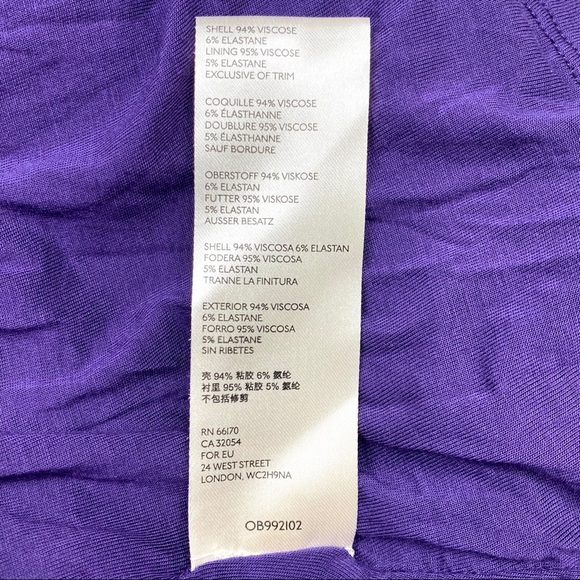 SHELL 94% VISCOSE
6% ELASTANE
LINING 95% VISCOSE
5% ELASTANE
EXCLUSIVE OF TRIM
COQUILLE 94% VISCOSE
6% ÉLASTHANNE
DOUBLURE 95% VISCOSE
5% ÉLASTHANNE
SAUF BORDURE
OBERSTOFF 94% VISKOSE
6% ELASTAN
FUTTER 95% VISKOSE
5% ELASTAN
AUSSER BESATZ
SHELL 94% VISCOSA 6% ELASTAN
FODERA 95% VISCOSA
5% ELASTAN
TRANNE LA FINITURA
EXTERIOR 94% VISCOSA
6% ELASTANE
FORRO 95% VISCOSA
5% ELASTANE
SIN RIBETES
壳 94% 粘胶 6% 氨纶
衬里 95% 粘胶 5% 氨纶
不包括修剪
RN 66170
CA 32054
FOR EU
24 WEST STREET
LONDON, WC2H9NA
OB992102